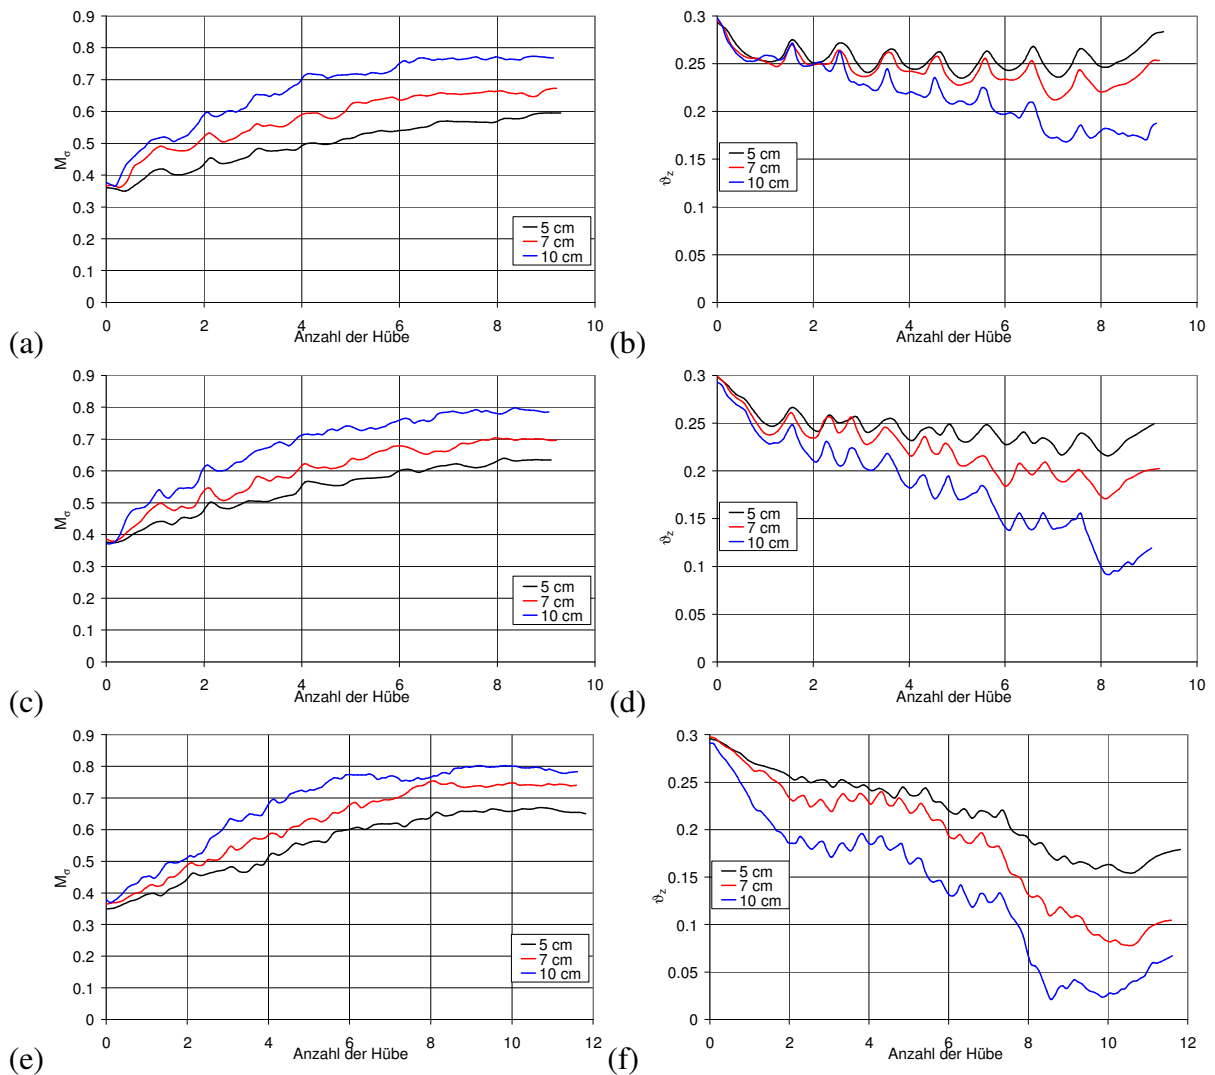 0.9
0.8
0.7
0.6
0.5
0.4
0.3
0.2
0.1
0
Mσ
0 2 4 6 8 10
Anzahl der Hübe
5 cm
7 cm
10 cm
(a)
0.3
0.25
0.2
0.15
0.1
0.05
0
ϑz
0 2 4 6 8 10
Anzahl der Hübe
5 cm
7 cm
10 cm
(b)
0.9
0.8
0.7
0.6
0.5
0.4
0.3
0.2
0.1
0
Mσ
0 2 4 6 8 10
Anzahl der Hübe
5 cm
7 cm
10 cm
(c)
0.3
0.25
0.2
0.15
0.1
0.05
0
ϑz
0 2 4 6 8 10
Anzahl der Hübe
5 cm
7 cm
10 cm
(d)
0.9
0.8
0.7
0.6
0.5
0.4
0.3
0.2
0.1
0
Mσ
0 2 4 6 8 10 12
Anzahl der Hübe
5 cm
7 cm
10 cm
(e)
0.3
0.25
0.2
0.15
0.1
0.05
0
ϑz
0 2 4 6 8 10 12
Anzahl der Hübe
5 cm
7 cm
10 cm
(f)